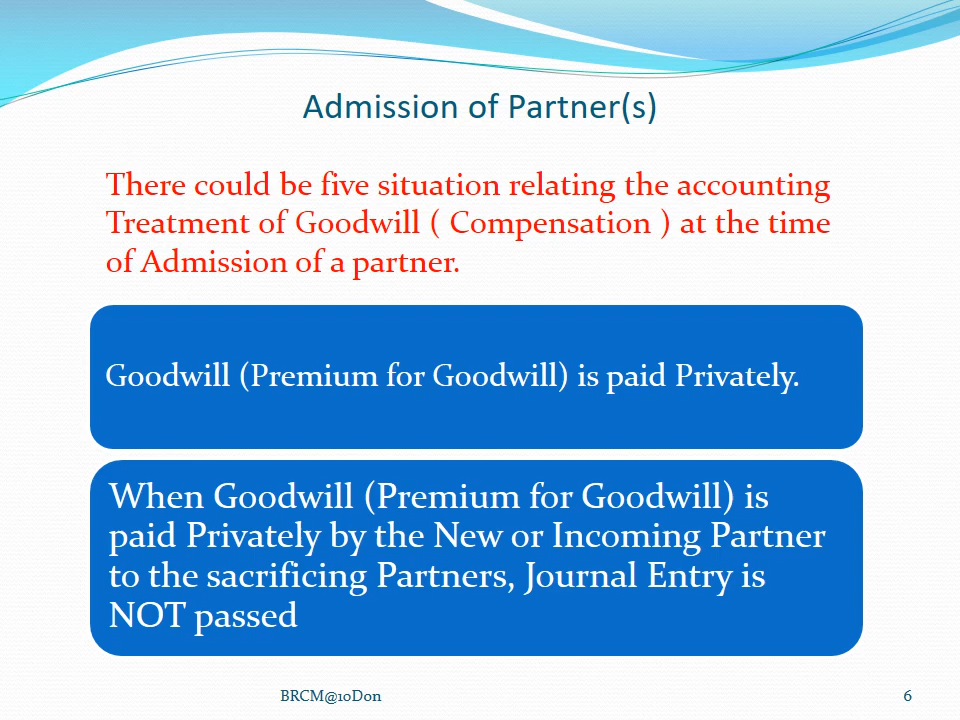 Admission of Partner(s)
There could be five situation relating the accounting
Treatment of Goodwill ( Compensation ) at the time
of Admission of a partner.
Goodwill (Premium for Goodwill) is paid Privately.
When Goodwill (Premium for Goodwill) is
paid Privately by the New or Incoming Partner
to the sacrificing Partners, Journal Entry is
NOT passed
BRCM@10Don
6